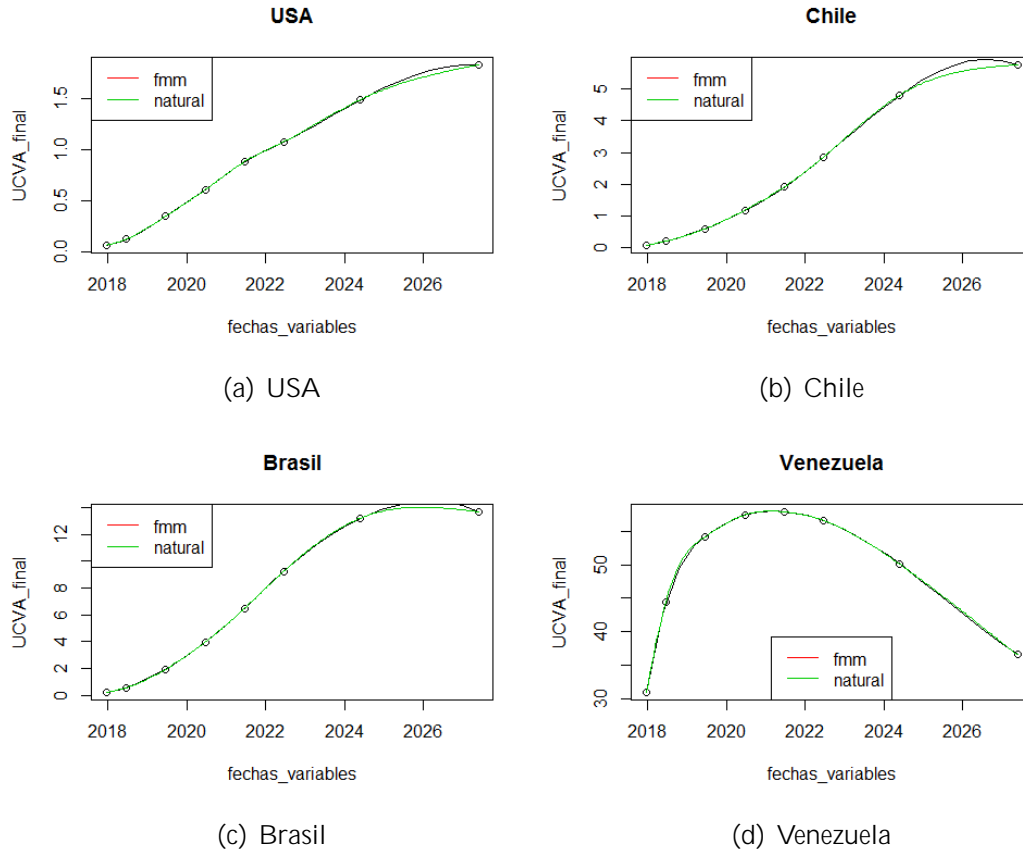 USA
fmm
natural
UCVA_final
0.0 0.5 1.0 1.5
2018 2020 2022 2024 2026
fechas_variables
(a) USA
Chile
fmm
natural
UCVA_final
0 1 2 3 4 5
2018 2020 2022 2024 2026
fechas_variables
(b) Chile
Brasil
fmm
natural
UCVA_final
0 2 4 6 8 12
2018 2020 2022 2024 2026
fechas_variables
(c) Brasil
Venezuela
fmm
natural
UCVA_final
30 40 50
2018 2020 2022 2024 2026
fechas_variables
(d) Venezuela